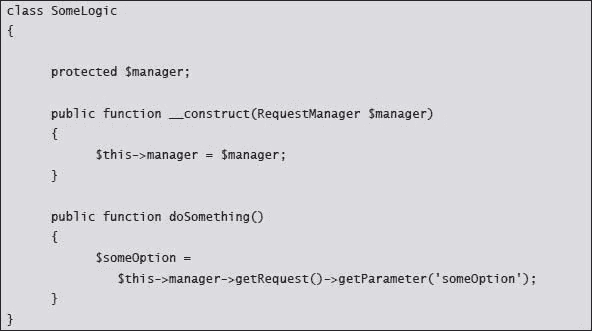 class SomeLogic
{
protected $manager;
public function __construct(RequestManager $manager)
{
$this->manager = $manager;
}
public function doSomething()
{
$someOption =
$this->manager->getRequest()->getParameter('someOption');
}
}